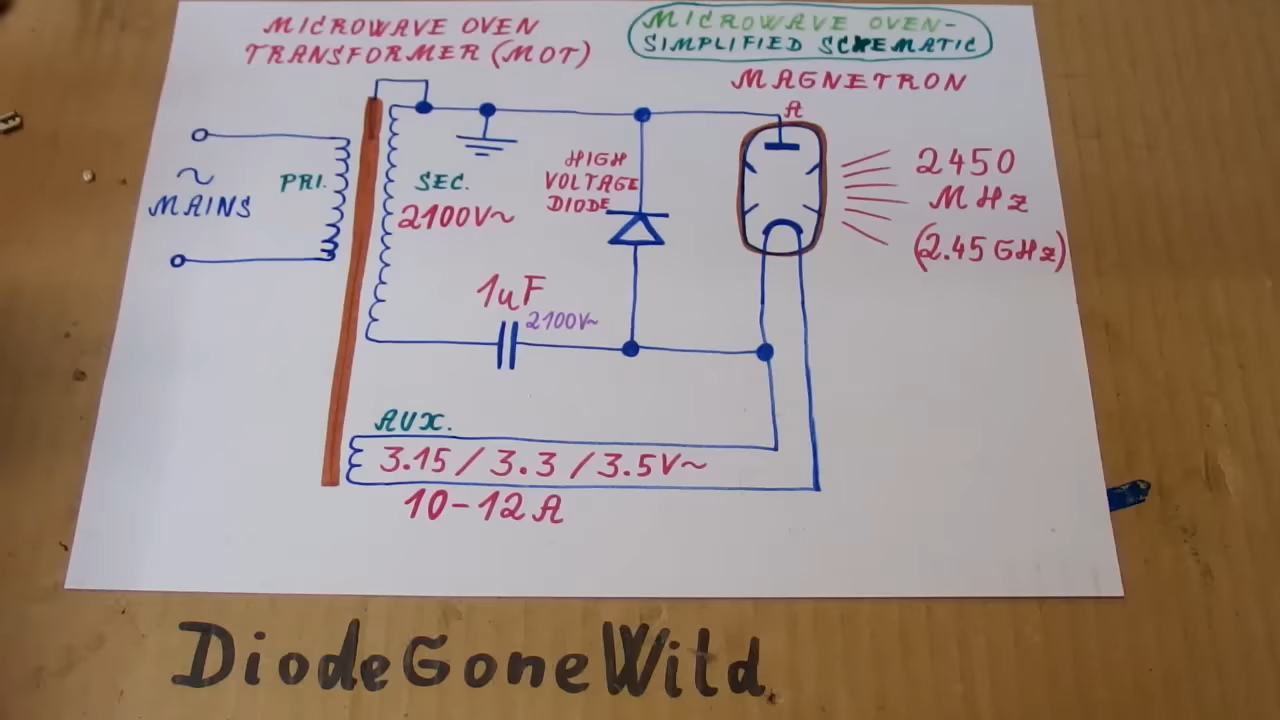 MICROWAVE OVEN
TRANSFORMER (MOT)
MICROWAVE OVEN-
SIMPLIFIED SCHEMATIC
MAGNETRON
A
~
MAINS
PRI.
SEC.
2100V~
HIGH
VOLTAGE
DIODE
2450
MHz
(2.45 GHz)
1uF
2100V~
AUX.
3.15 / 3.3 / 3.5V~
10-12A
DiodeGoneWild